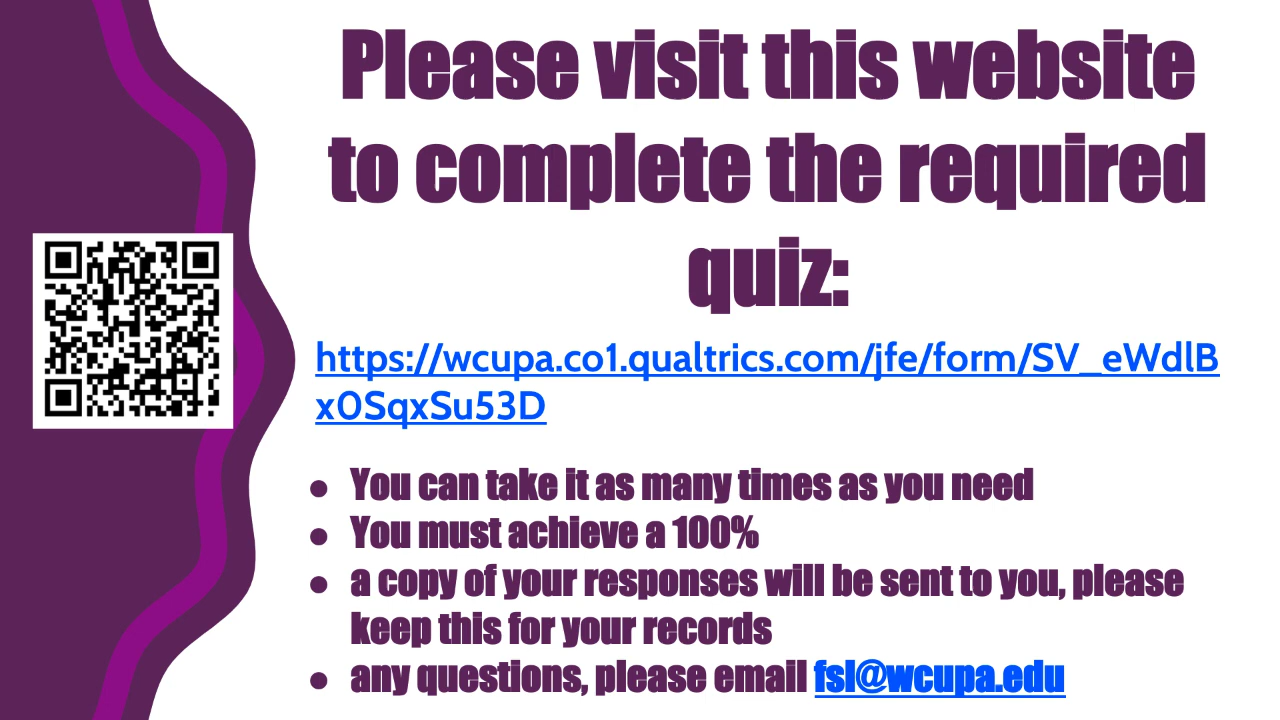 Please visit this website
to complete the required
quiz:
https://wcupa.co1.qualtrics.com/jfe/form/SV_eWdlB
x0SqxSu53D
● You can take it as many times as you need
● You must achieve a 100%
● a copy of your responses will be sent to you, please
keep this for your records
● any questions, please email fsl@wcupa.edu